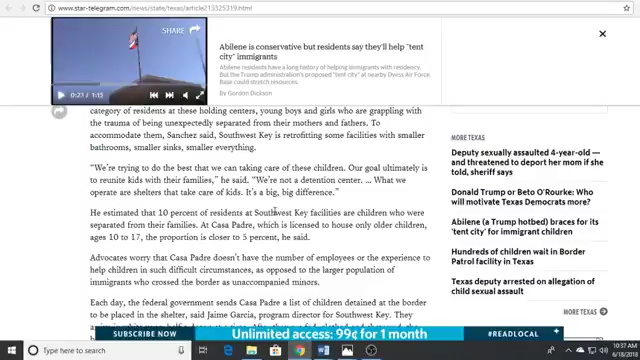 www.star-telegram.com/news/state/texas/article213325319.html
SHARE
0:23 / 1:15
Abilene is conservative but residents say they'll help "tent
city" immigrants
Abilene residents have a long history of helping immigrants with residency.
But the Trump administration's proposed "tent city" at nearby Dyess Air Force
Base could stretch resources.
By Gordon Dickson
category of residents at these holding centers, young boys and girls who are grappling with
the trauma of being unexpectedly separated from their mothers and fathers. To
accommodate them, Sanchez said, Southwest Key is retrofitting some facilities with smaller
bathrooms, smaller sinks, smaller everything.
"We're trying to do the best that we can taking care of these children. Our goal ultimately is
to reunite kids with their families," he said. "We're not a detention center. ... What we
operate are shelters that take care of kids. It's a big, big difference."
He estimated that 10 percent of residents at Southwest Key facilities are children who were
separated from their families. At Casa Padre, which is licensed to house only older children,
ages 10 to 17, the proportion is closer to 5 percent, he said.
Advocates worry that Casa Padre doesn't have the number of employees or the experience to
help children in such difficult circumstances, as opposed to the larger population of
immigrants who crossed the border as unaccompanied minors.
Each day, the federal government sends Casa Padre a list of children detained at the border
to be placed in the shelter, said Jaime Garcia, program director for Southwest Key. They
MORE TEXAS
Deputy sexually assaulted 4-year-old -
and threatened to deport her mom if she
told, sheriff says
Donald Trump or Beto O'Rourke: Who
will motivate Texas Democrats more?
Abilene (a Trump hotbed) braces for its
'tent city' for immigrant children
Hundreds of children wait in Border
Patrol facility in Texas
Texas deputy arrested on allegation of
child sexual assault
MORE TEXAS
SUBSCRIBE NOW
Unlimited access: 99¢ for 1 month
#READLOCAL
Type here to search
10:37 AM
6/18/2018